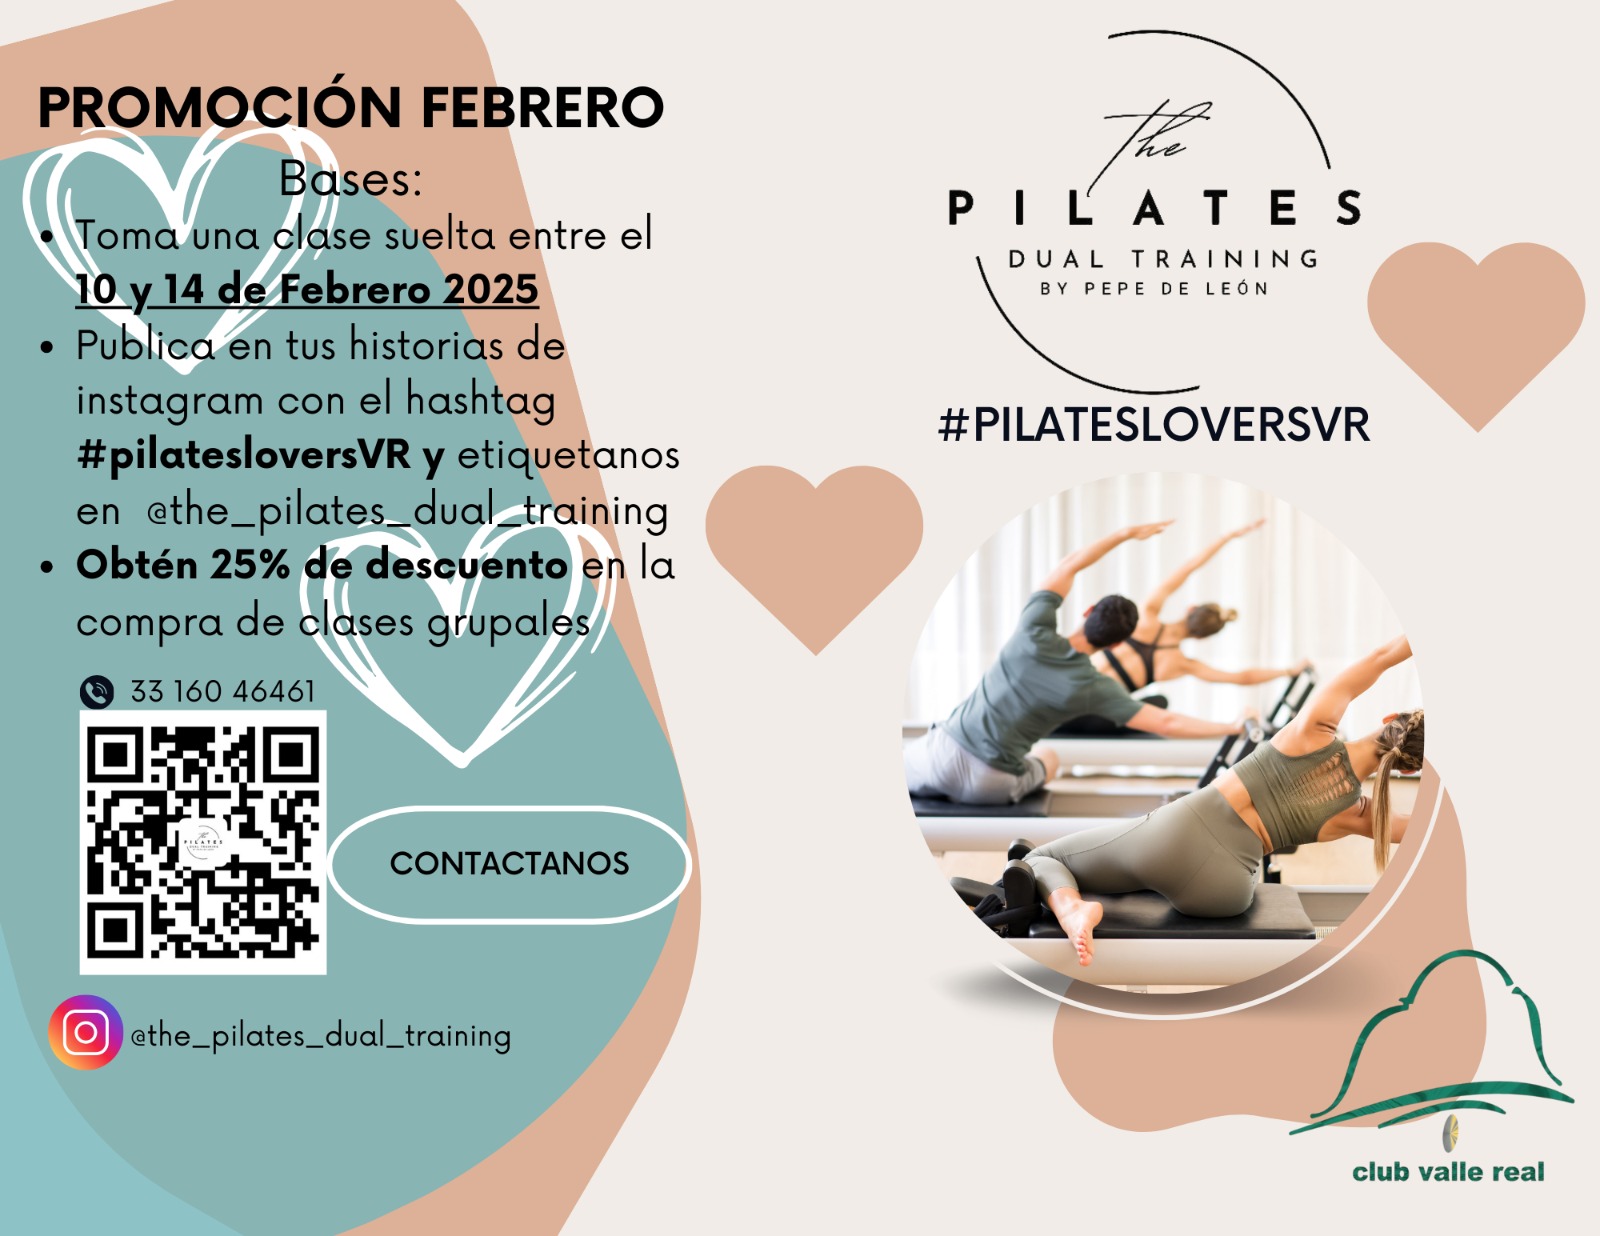 PROMOCIÓN FEBRERO
Bases:
• Toma una clase suelta entre el
10 y 14 de Febrero 2025
• Publica en tus historias de
instagram con el hashtag
#pilatesloversVR y etiquetanos
en @the_pilates_dual_training
• Obtén 25% de descuento en la
compra de clases grupales
33 160 46461
The
PILATES
CONTACTANOS
@the_pilates_dual_training
the
PILATES
DUAL TRAINING
BY PEPE DE LEÓN
#PILATESLOVERSVR
club valle real